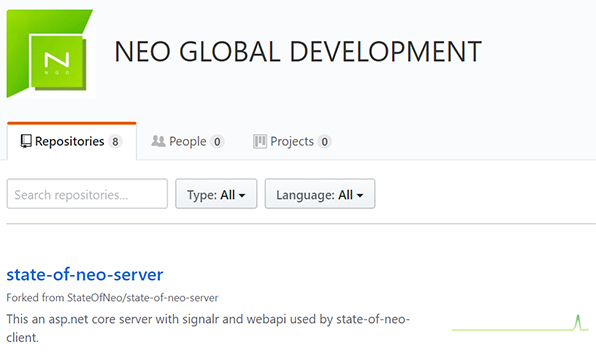 NEO GLOBAL DEVELOPMENT
N
NGD
Repositories 8 People 0 Projects 0
Search repositories... Type: All Language: All
state-of-neo-server
Forked from StateOfNeo/state-of-neo-server
This an asp.net core server with signalr and webapi used by state-of-neo-
client.